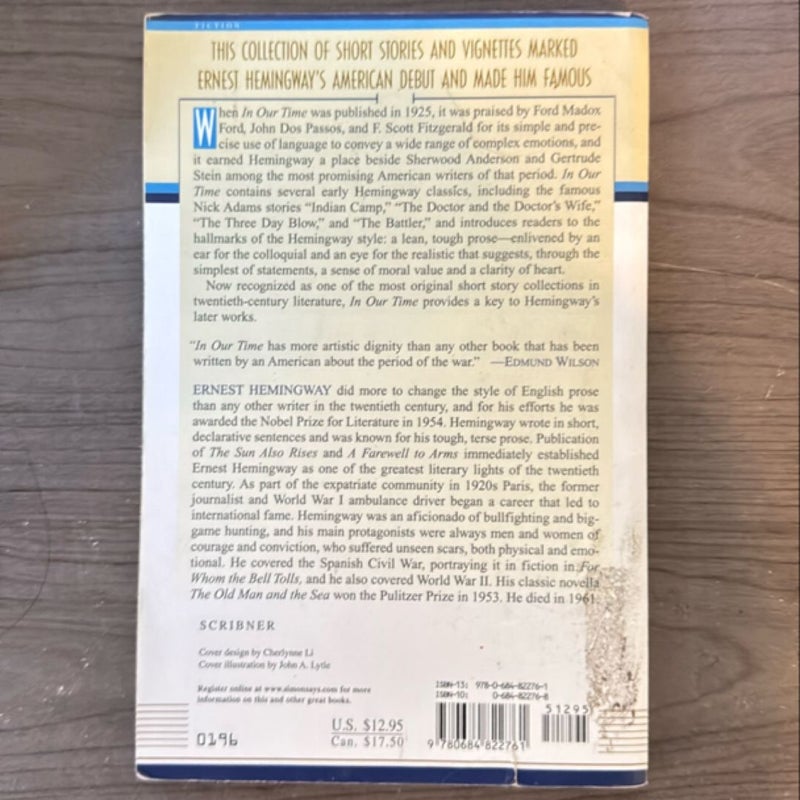 FICTION
THIS COLLECTION OF SHORT STORIES AND VIGNETTES MARKED
ERNEST HEMINGWAY'S AMERICAN DEBUT AND MADE HIM FAMOUS
When In Our Time was published in 1925, it was praised by Ford Madox
Ford, John Dos Passos, and F. Scott Fitzgerald for its simple and pre-
cise use of language to convey a wide range of complex emotions, and
it earned Hemingway a place beside Sherwood Anderson and Gertrude
Stein among the most promising American writers of that period. In Our
Time contains several early Hemingway classics, including the famous
Nick Adams stories "Indian Camp," "The Doctor and the Doctor's Wife,"
"The Three Day Blow," and "The Battler," and introduces readers to the
hallmarks of the Hemingway style: a lean, tough prose—enlivened by an
ear for the colloquial and an eye for the realistic that suggests, through the
simplest of statements, a sense of moral value and a clarity of heart.
Now recognized as one of the most original short story collections in
twentieth-century literature, In Our Time provides a key to Hemingway's
later works.
"In Our Time has more artistic dignity than any other book that has been
written by an American about the period of the war." —EDMUND WILSON
ERNEST HEMINGWAY did more to change the style of English prose
than any other writer in the twentieth century, and for his efforts he was
awarded the Nobel Prize for Literature in 1954. Hemingway wrote in short,
declarative sentences and was known for his tough, terse prose. Publication
of The Sun Also Rises and A Farewell to Arms immediately established
Ernest Hemingway as one of the greatest literary lights of the twentieth
century. As part of the expatriate community in 1920s Paris, the former
journalist and World War I ambulance driver began a career that led to
international fame. Hemingway was an aficionado of bullfighting and big-
game hunting, and his main protagonists were always men and women of
courage and conviction, who suffered unseen scars, both physical and emo-
tional. He covered the Spanish Civil War, portraying it in fiction in For
Whom the Bell Tolls, and he also covered World War II. His classic novella
The Old Man and the Sea won the Pulitzer Prize in 1953. He died in 1961.
SCRIBNER
Cover design by Cherlynne Li
Cover illustration by John A. Lytle
Register online at www.simonsays.com for more
information on this and other great books.
0196
U.S. $12.95
Can. $17.50
ISBN-13: 978-0-684-82276-1
ISBN-10: 0-684-82276-8
51295
9 780684 822761